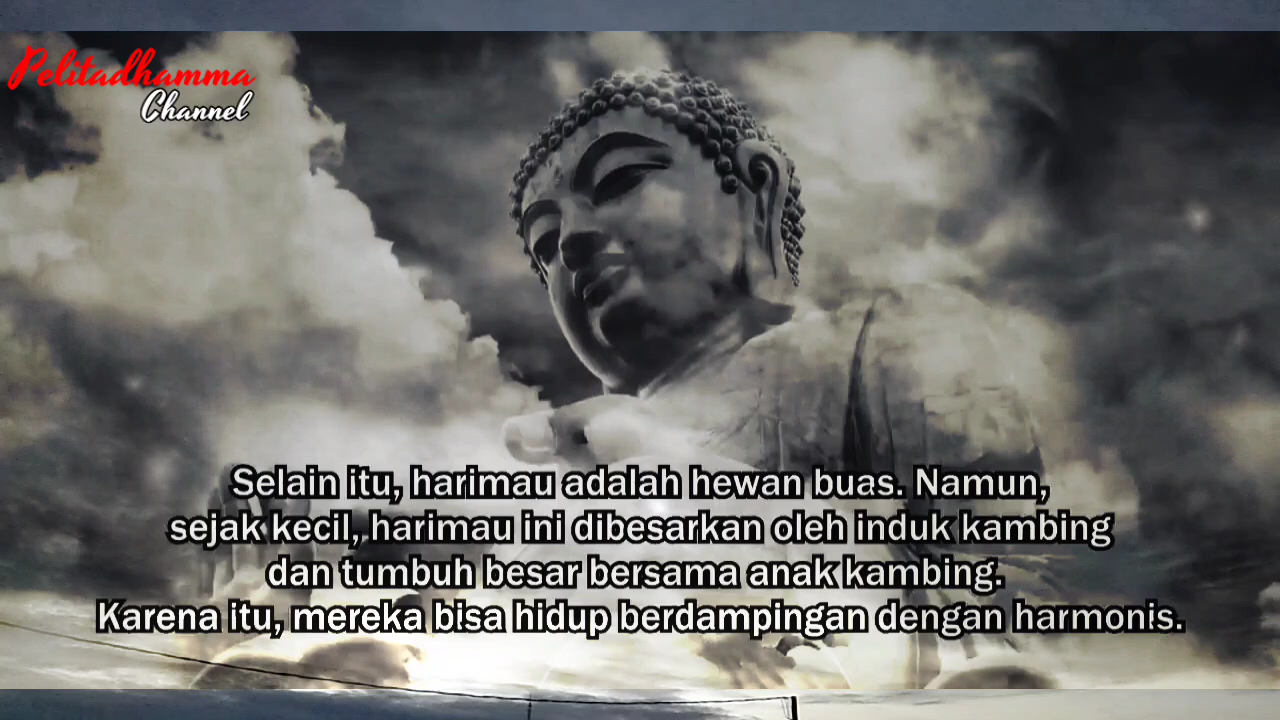 Pelitadhamma
Channel
Selain itu, harimau adalah hewan buas. Namun,
sejak kecil, harimau ini dibesarkan oleh induk kambing
dan tumbuh besar bersama anak kambing.
Karena itu, mereka bisa hidup berdampingan dengan harmonis.